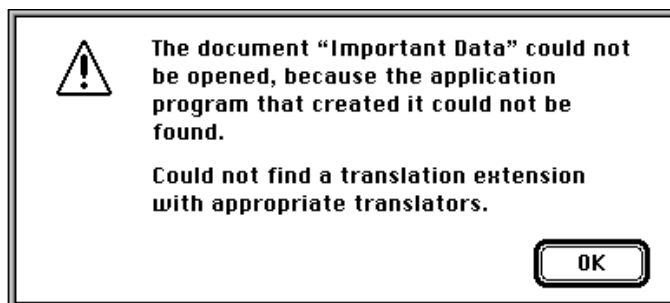 The document “Important Data” could not
be opened, because the application
program that created it could not be
found.
Could not find a translation extension
with appropriate translators.
OK